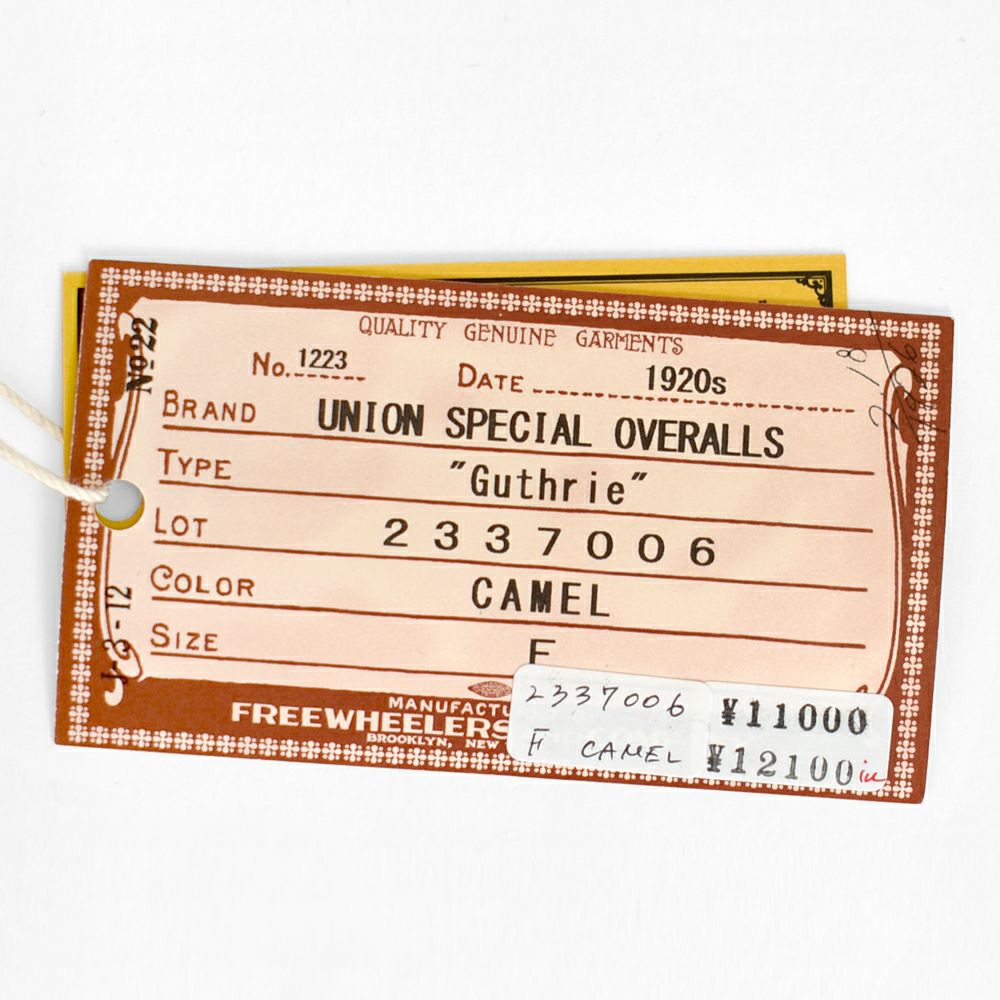 QUALITY GENUINE GARMENTS
No. 1223 DATE 1920s
No 22
BRAND UNION SPECIAL OVERALLS
TYPE "Guthrie"
LOT 2337006
COLOR CAMEL
SIZE F
MANUFACTU
FREEWHEELERS
BROOKLYN, NEW
2337006 ¥11000
F CAMEL ¥12100 in